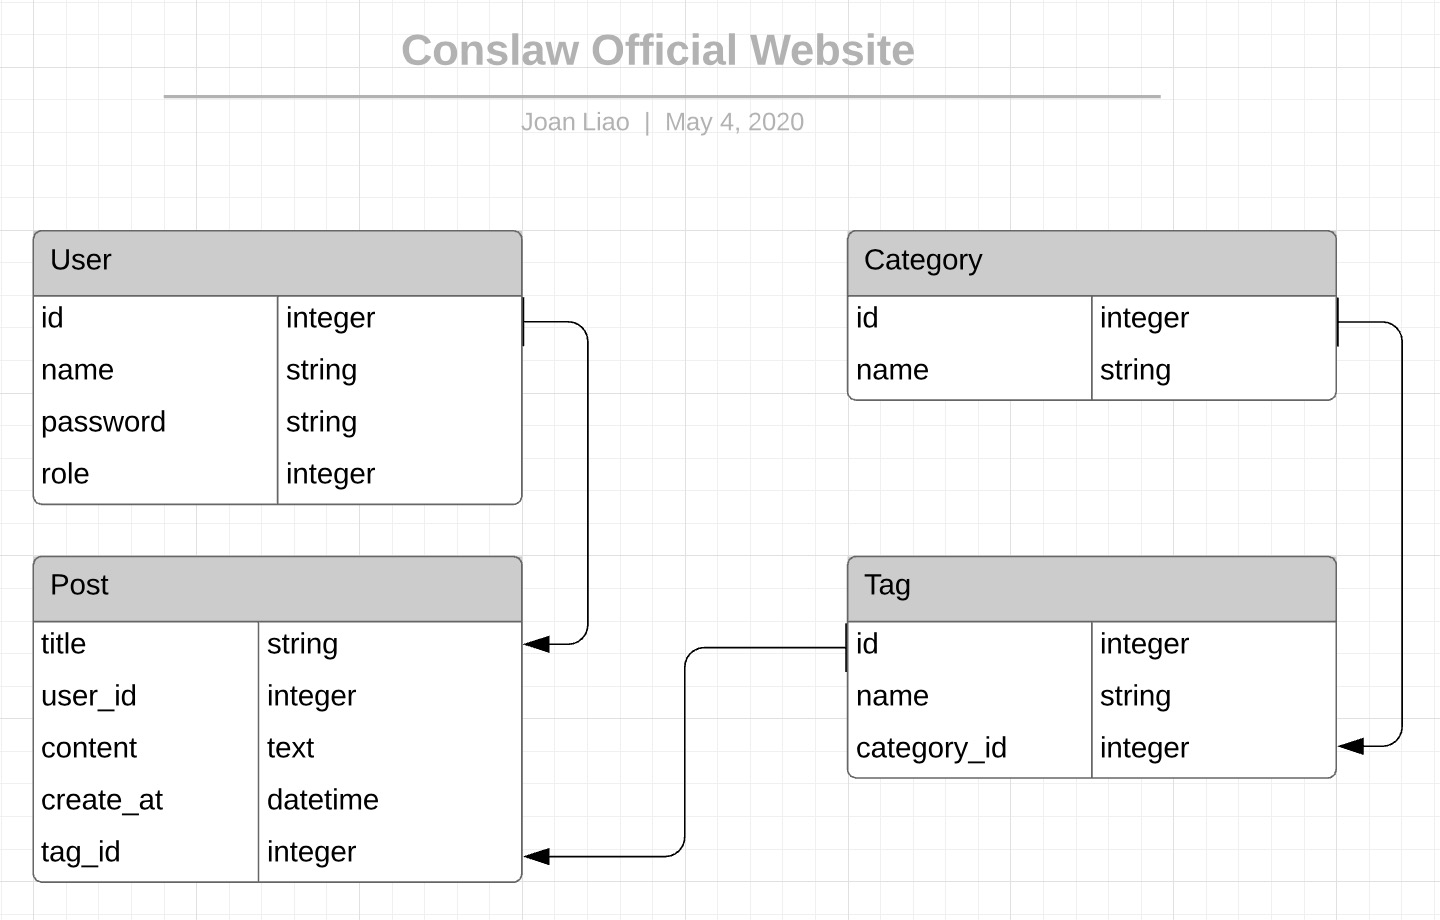 Conslaw Official Website
Joan Liao | May 4, 2020
User
id integer
name string
password string
role integer
Category
id integer
name string
Post
title string
user_id integer
content text
create_at datetime
tag_id integer
Tag
id integer
name string
category_id integer